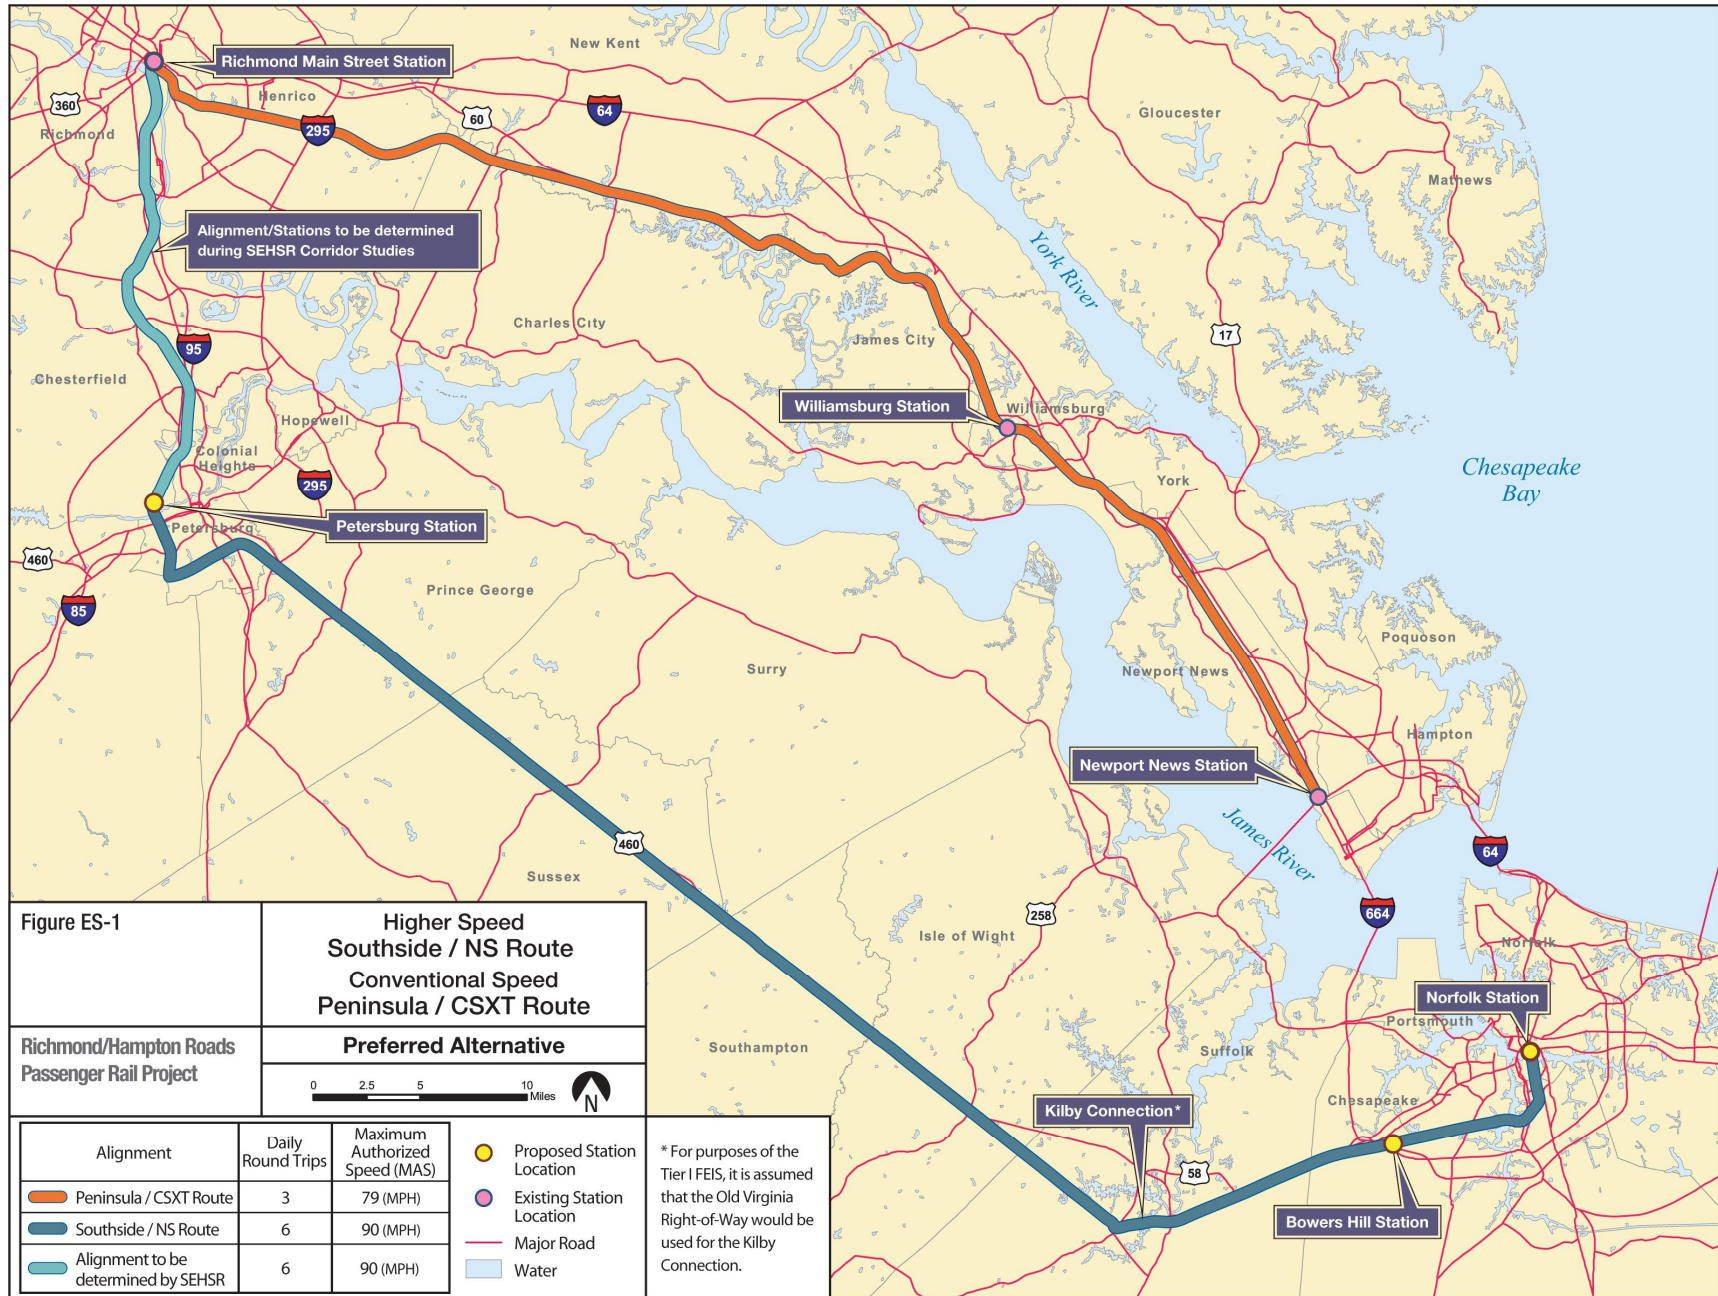 New Kent
Richmond Main Street Station
Henrico
360
60
64
295
Richmond
Gloucester
Mathews
Alignment/Stations to be determined
during SEHSR Corridor Studies
York River
Charles City
James City
17
95
Chesterfield
Williamsburg Station
Williamsburg
Hopewell
Colonial
Heights
295
York
Chesapeake
Bay
Petersburg Station
Petersburg
460
85
Prince George
Poquoson
Surry
Newport News
Hampton
Newport News Station
James River
460
64
Sussex
258
664
Isle of Wight
Norfolk
Norfolk Station
Portsmouth
Southampton
Suffolk
Chesapeake
Kilby Connection*
58
Bowers Hill Station
Figure ES-1
Higher Speed
Southside / NS Route
Conventional Speed
Peninsula / CSXT Route
Richmond/Hampton Roads
Passenger Rail Project
Preferred Alternative
0 2.5 5 10 Miles
N
Alignment
Daily
Round Trips
Maximum
Authorized
Speed (MAS)
Peninsula / CSXT Route 3 79 (MPH)
Southside / NS Route 6 90 (MPH)
Alignment to be
determined by SEHSR 6 90 (MPH)
Proposed Station
Location
Existing Station
Location
Major Road
Water
* For purposes of the
Tier I FEIS, it is assumed
that the Old Virginia
Right-of-Way would be
used for the Kilby
Connection.